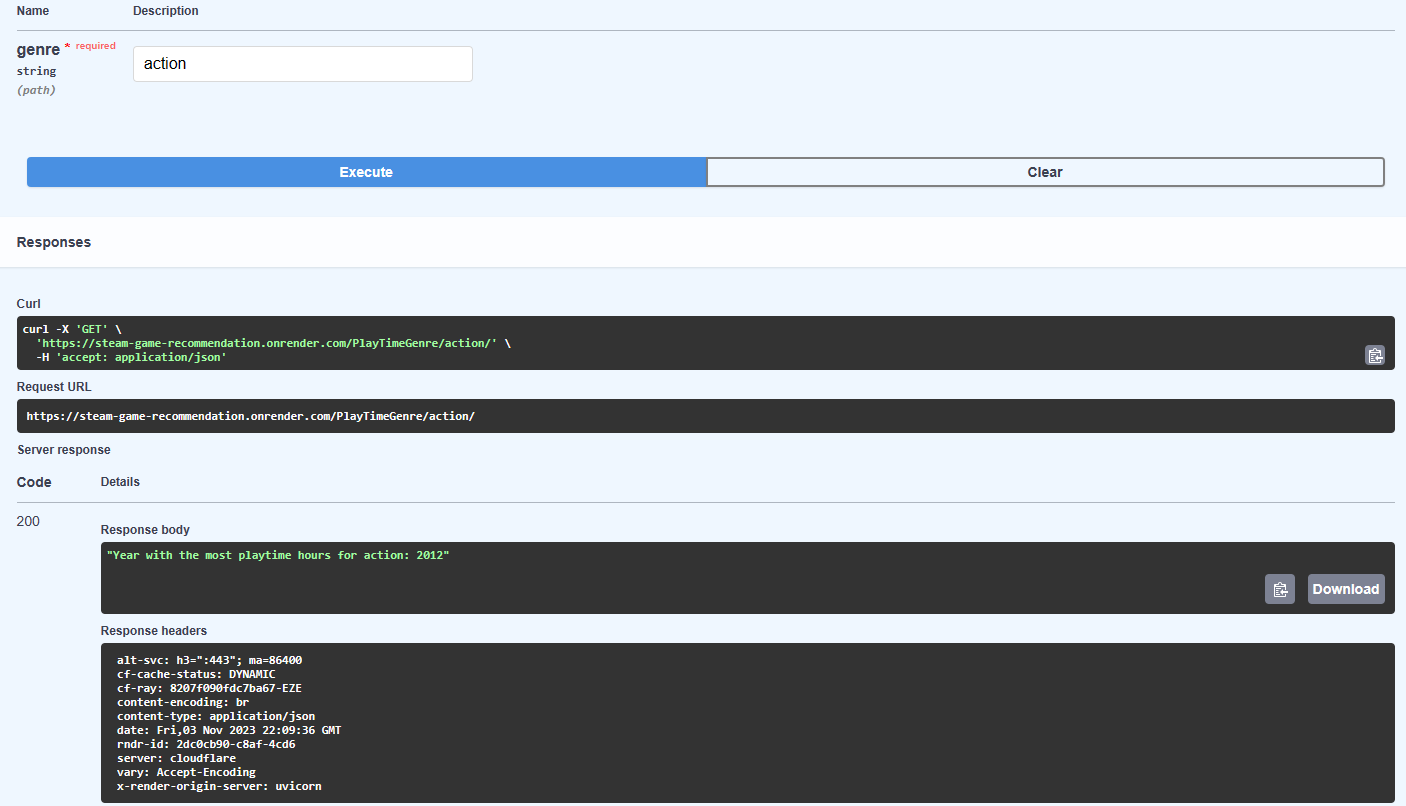 Name Description
genre * required
action
string
(path)
Execute Clear
Responses
Curl
curl -X 'GET' \
'https://steam-game-recommendation.onrender.com/PlayTimeGenre/action/' \
-H 'accept: application/json'
Request URL
https://steam-game-recommendation.onrender.com/PlayTimeGenre/action/
Server response
Code Details
200
Response body
"Year with the most playtime hours for action: 2012"
Download
Response headers
alt-svc: h3=":443"; ma=86400
cf-cache-status: DYNAMIC
cf-ray: 8207f090fdc7ba67-EZE
content-encoding: br
content-type: application/json
date: Fri,03 Nov 2023 22:09:36 GMT
rndr-id: 2dc0cb90-c8af-4cd6
server: cloudflare
vary: Accept-Encoding
x-render-origin-server: uvicorn